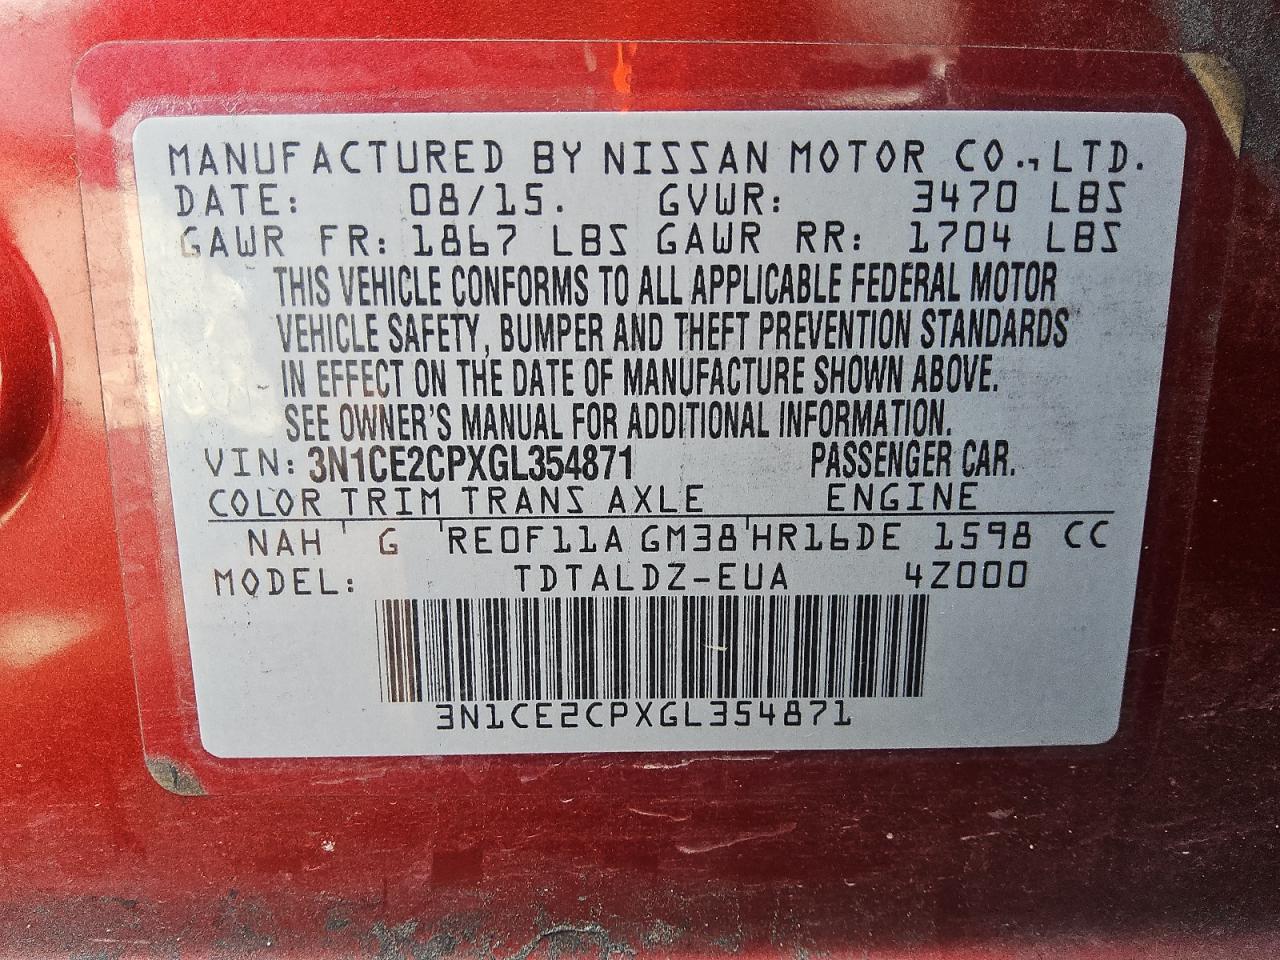 MANUFACTURED BY NISSAN MOTOR CO.,LTD.
DATE: 08/15. GVWR: 3470 LBS
GAWR FR: 1867 LBS GAWR RR: 1704 LBS
THIS VEHICLE CONFORMS TO ALL APPLICABLE FEDERAL MOTOR
VEHICLE SAFETY, BUMPER AND THEFT PREVENTION STANDARDS
IN EFFECT ON THE DATE OF MANUFACTURE SHOWN ABOVE.
SEE OWNER'S MANUAL FOR ADDITIONAL INFORMATION.
VIN: 3N1CE2CPXGL354871 PASSENGER CAR.
COLOR TRIM TRANS AXLE ENGINE
NAH G RE0F11A GM38 HR16DE 1598 CC
MODEL: TDTALDZ-EUA 4Z000
3N1CE2CPXGL354871